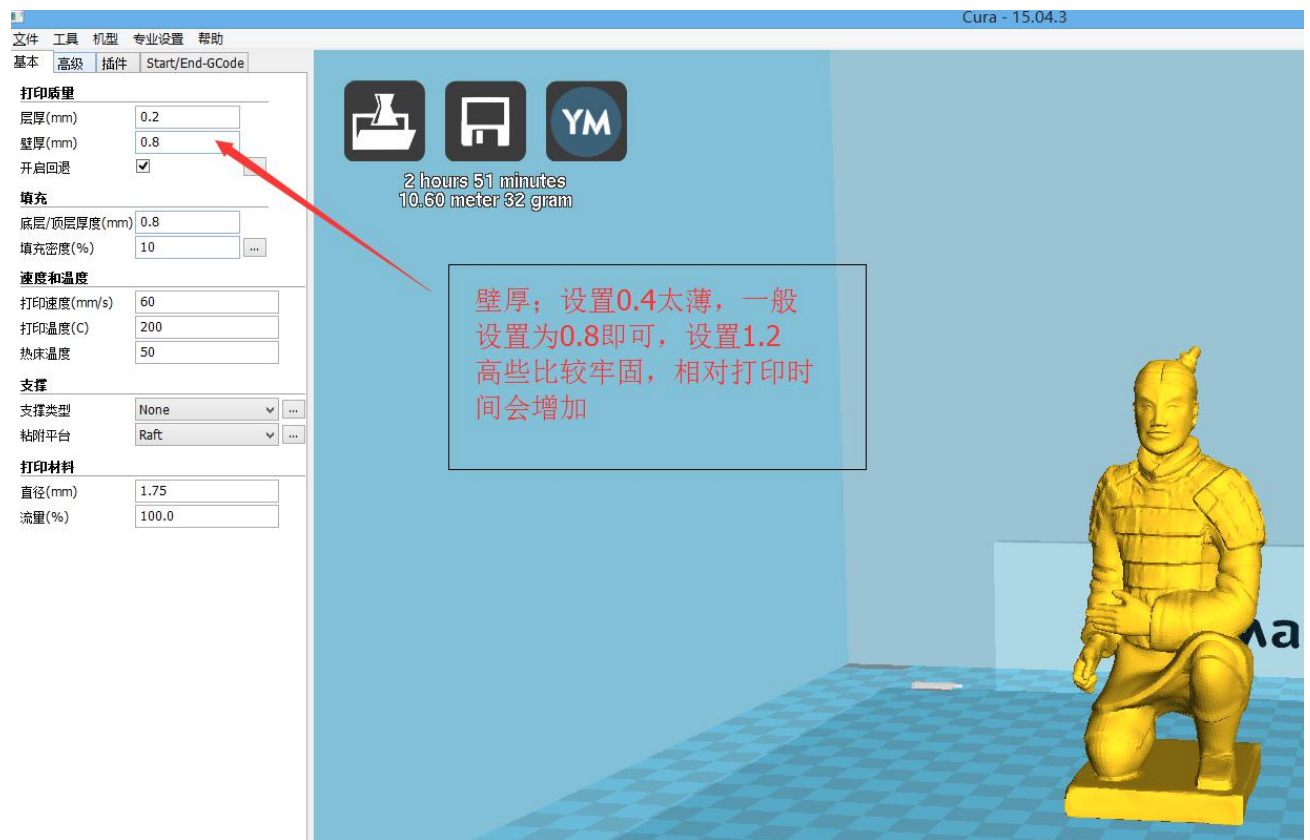 Cura - 15.04.3
文件 工具 机型 专业设置 帮助
基本 高级 插件 Start/End-GCode
打印质量
层厚(mm) 0.2
壁厚(mm) 0.8
开启回退
填充
底层/顶层厚度(mm) 0.8
填充密度(%) 10 ...
速度和温度
打印速度(mm/s) 60
打印温度(C) 200
热床温度 50
支撑
支撑类型 None ...
粘附平台 Raft ...
打印材料
直径(mm) 1.75
流量(%) 100.0
YM
2 hours 51 minutes
10.60 meter 32 gram
壁厚；设置0.4太薄，一般
设置为0.8即可，设置1.2
高些比较牢固，相对打印时
间会增加